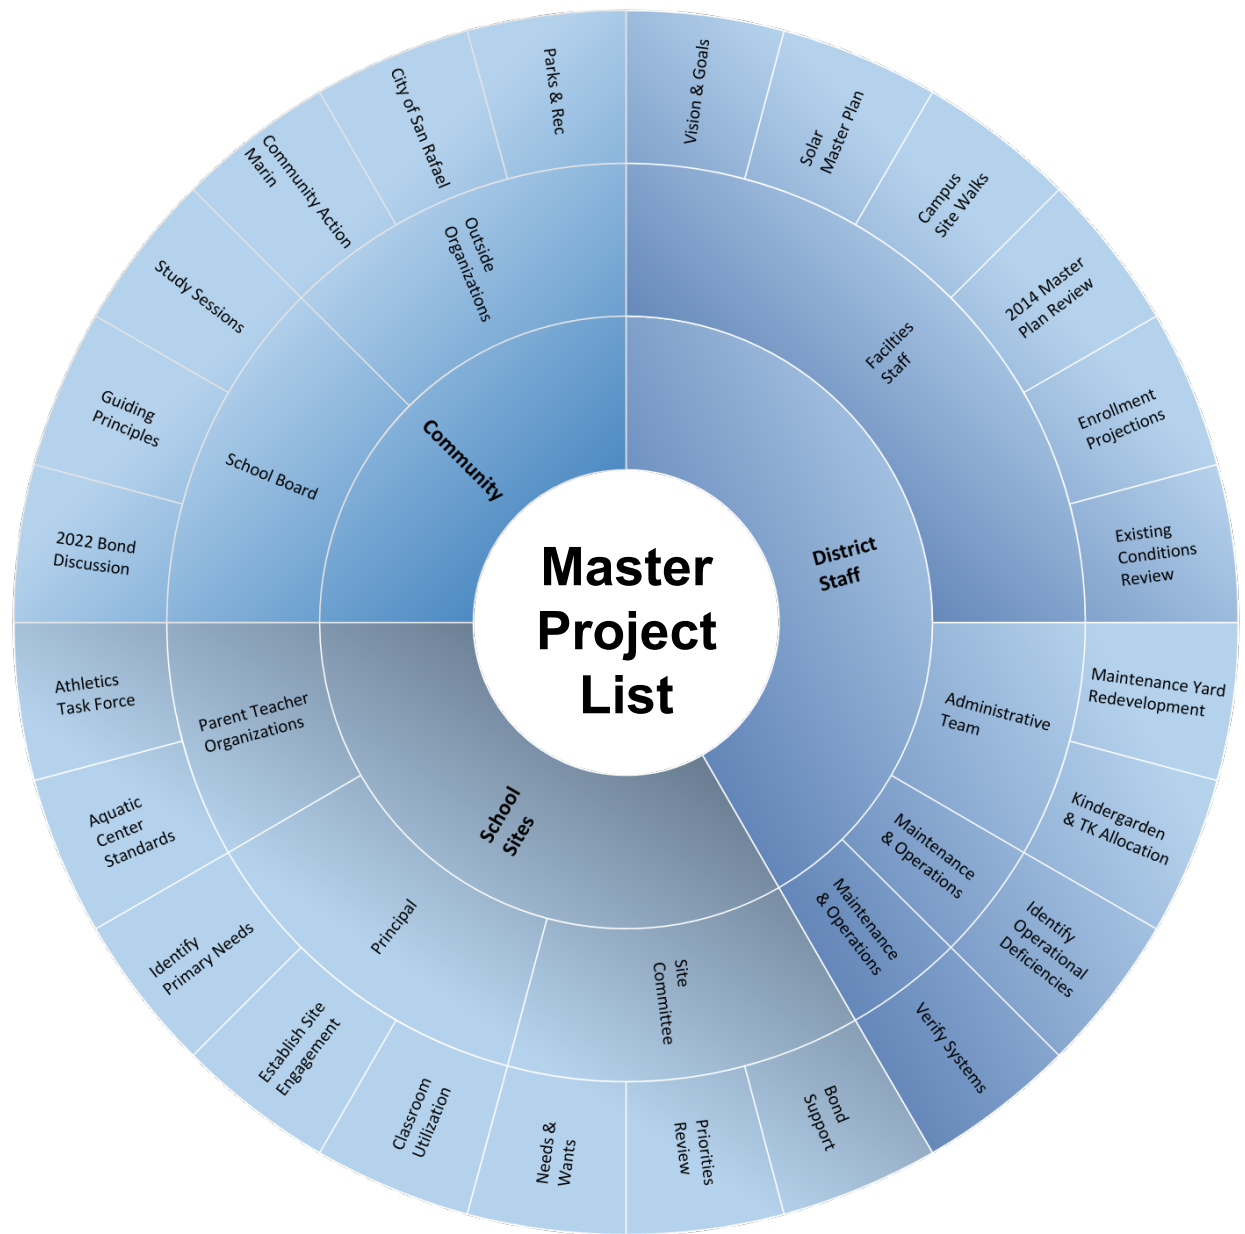 Master
Project
List
District
Staff
Facilties
Staff
Vision & Goals
Solar
Master Plan
Campus
Site Walks
2014 Master
Plan Review
Enrollment
Projections
Existing
Conditions
Review
Administrative
Team
Maintenance Yard
Redevelopment
Kindergarden
& TK Allocation
Maintenance
& Operations
Identify
Operational
Deficiencies
Maintenance
& Operations
Verify Systems
School
Sites
Site
Committee
Bond
Support
Priorities
Review
Needs &
Wants
Principal
Classroom
Utilization
Establish Site
Engagement
Identify
Primary Needs
Parent Teacher
Organizations
Aquatic
Center
Standards
Athletics
Task Force
Community
School Board
2022 Bond
Discussion
Guiding
Principles
Study Sessions
Outside
Organizations
Community Action
Marin
City of San Rafael
Parks & Rec